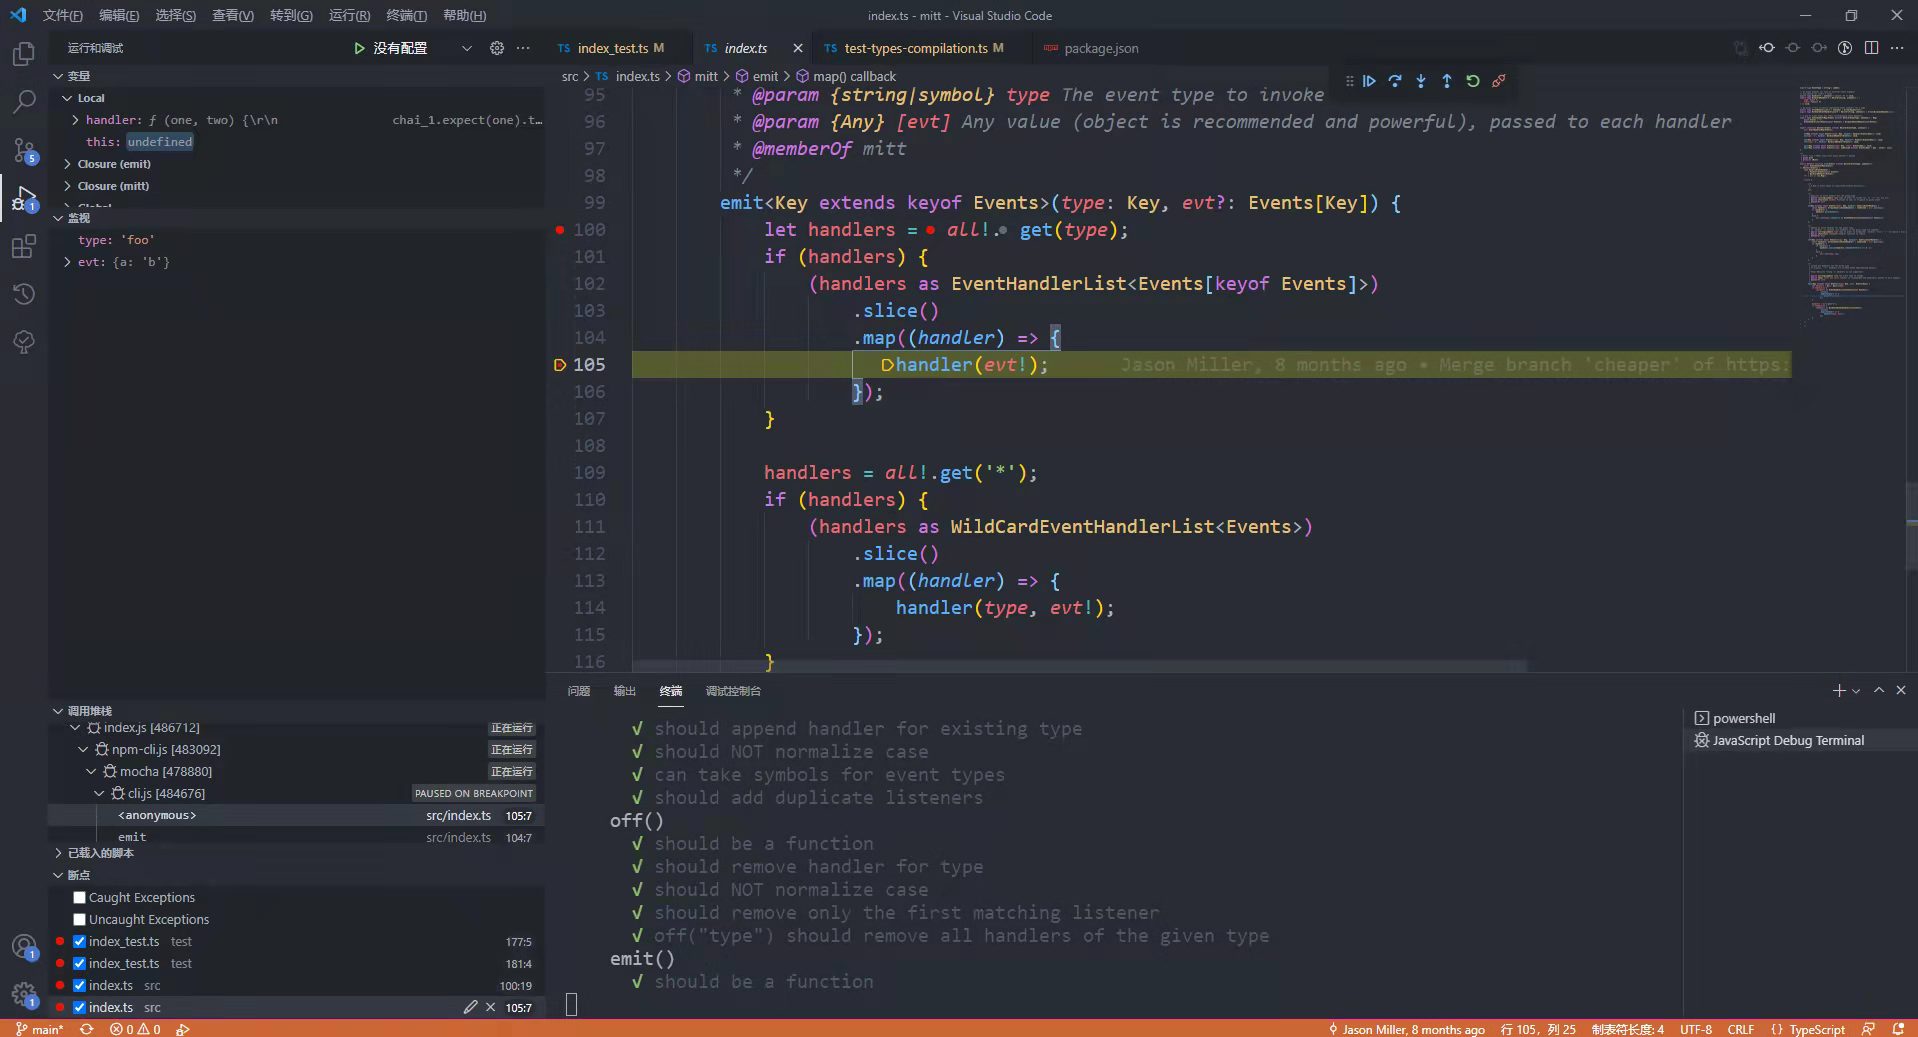 文件(F) 编辑(E) 选择(S) 查看(V) 转到(G) 运行(R) 终端(T) 帮助(H)
index.ts - mitt - Visual Studio Code
运行和调试
没有配置
变量
Local
handler: ƒ (one, two) {\r\n chai_1.expect(one).t…
this: undefined
Closure (emit)
Closure (mitt)
监视
type: 'foo'
evt: {a: 'b'}
调用堆栈
index.js [486712] 正在运行
npm-cli.js [483092] 正在运行
mocha [478880] 正在运行
cli.js [484676] PAUSED ON BREAKPOINT
<anonymous> src/index.ts 105:7
emit src/index.ts 104:7
已载入的脚本
断点
Caught Exceptions
Uncaught Exceptions
index_test.ts test 177:5
index_test.ts test 181:4
index.ts src 100:19
index.ts src 105:7
5
1
1
1
TS index_test.ts M
TS index.ts
TS test-types-compilation.ts M
package.json
src > TS index.ts > mitt > emit > map() callback
95 * @param {string|symbol} type The event type to invoke
96 * @param {Any} [evt] Any value (object is recommended and powerful), passed to each handler
97 * @memberOf mitt
98 */
99 emit<Key extends keyof Events>(type: Key, evt?: Events[Key]) {
100 let handlers = all!.get(type);
101 if (handlers) {
102 (handlers as EventHandlerList<Events[keyof Events]>)
103 .slice()
104 .map((handler) => {
105 handler(evt!); Jason Miller, 8 months ago • Merge branch 'cheaper' of https:
106 });
107 }
108
109 handlers = all!.get('*');
110 if (handlers) {
111 (handlers as WildCardEventHandlerList<Events>)
112 .slice()
113 .map((handler) => {
114 handler(type, evt!);
115 });
116 }
问题 输出 终端 调试控制台
√ should append handler for existing type
√ should NOT normalize case
√ can take symbols for event types
√ should add duplicate listeners
off()
√ should be a function
√ should remove handler for type
√ should NOT normalize case
√ should remove only the first matching listener
√ off("type") should remove all handlers of the given type
emit()
√ should be a function
powershell
JavaScript Debug Terminal
main* 0 0
Jason Miller, 8 months ago 行 105，列 25 制表符长度: 4 UTF-8 CRLF {} TypeScript